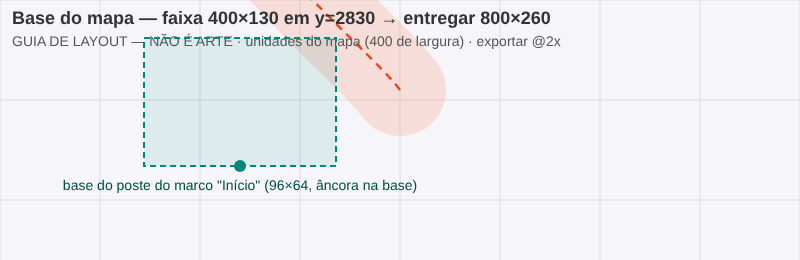 Base do mapa — faixa 400×130 em y=2830 → entregar 800×260
GUIA DE LAYOUT — NÃO É ARTE · unidades do mapa (400 de largura) · exportar @2x
base do poste do marco "Início" (96×64, âncora na base)